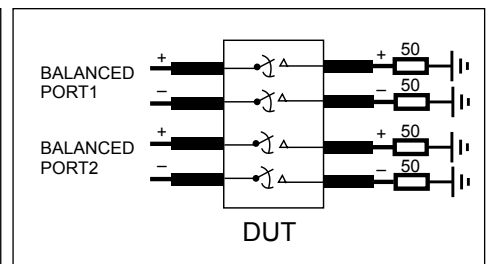 + + 50
BALANCED
PORT1
– – 50
+ + 50
BALANCED
PORT2
– – 50
DUT